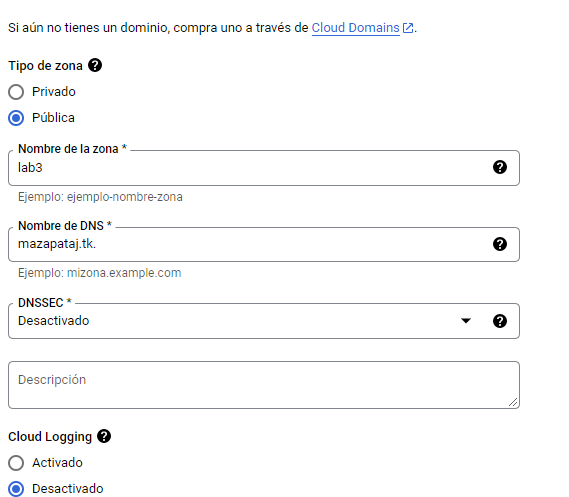 Si aún no tienes un dominio, compra uno a través de Cloud Domains.
Tipo de zona
Privado
Pública
Nombre de la zona *
lab3
Ejemplo: ejemplo-nombre-zona
Nombre de DNS *
mazapataj.tk.
Ejemplo: mizona.example.com
DNSSEC *
Desactivado
Descripción
Cloud Logging
Activado
Desactivado